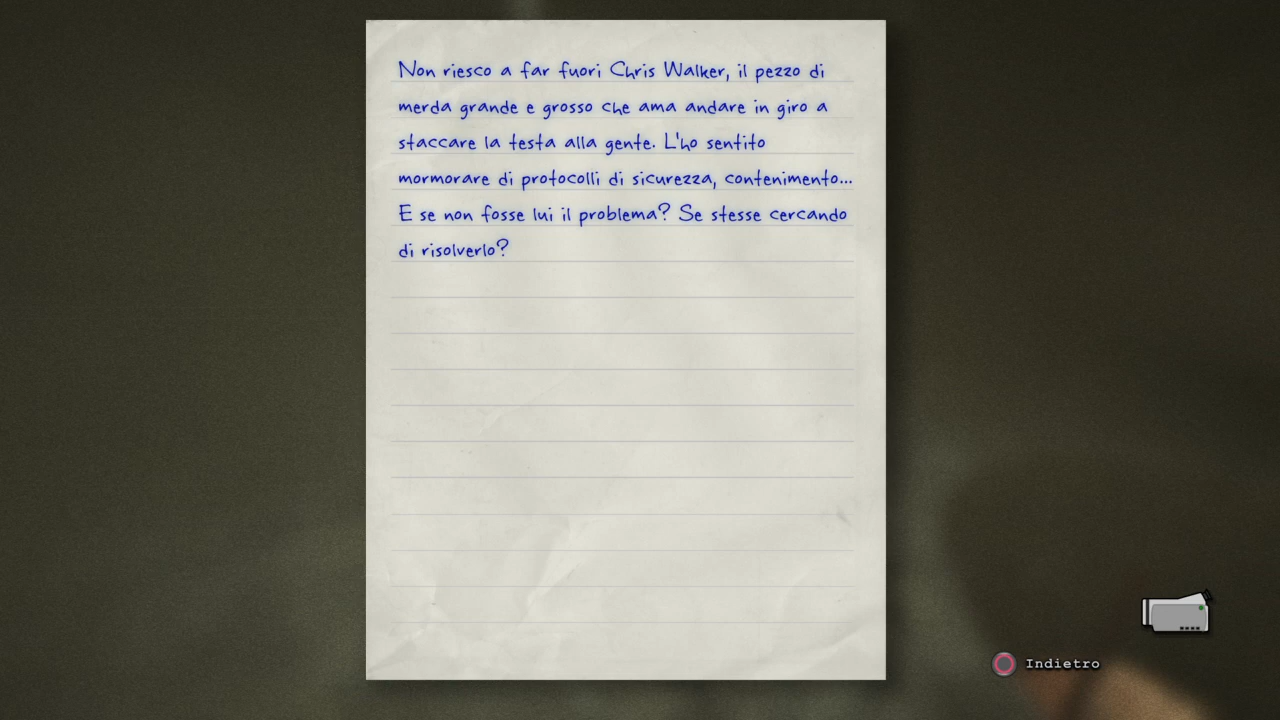 Non riesco a far fuori Chris Walker, il pezzo di
merda grande e grosso che ama andare in giro a
staccare la testa alla gente. L'ho sentito
mormorare di protocolli di sicurezza, contenimento...
E se non fosse lui il problema? Se stesse cercando
di risolverlo?
Indietro